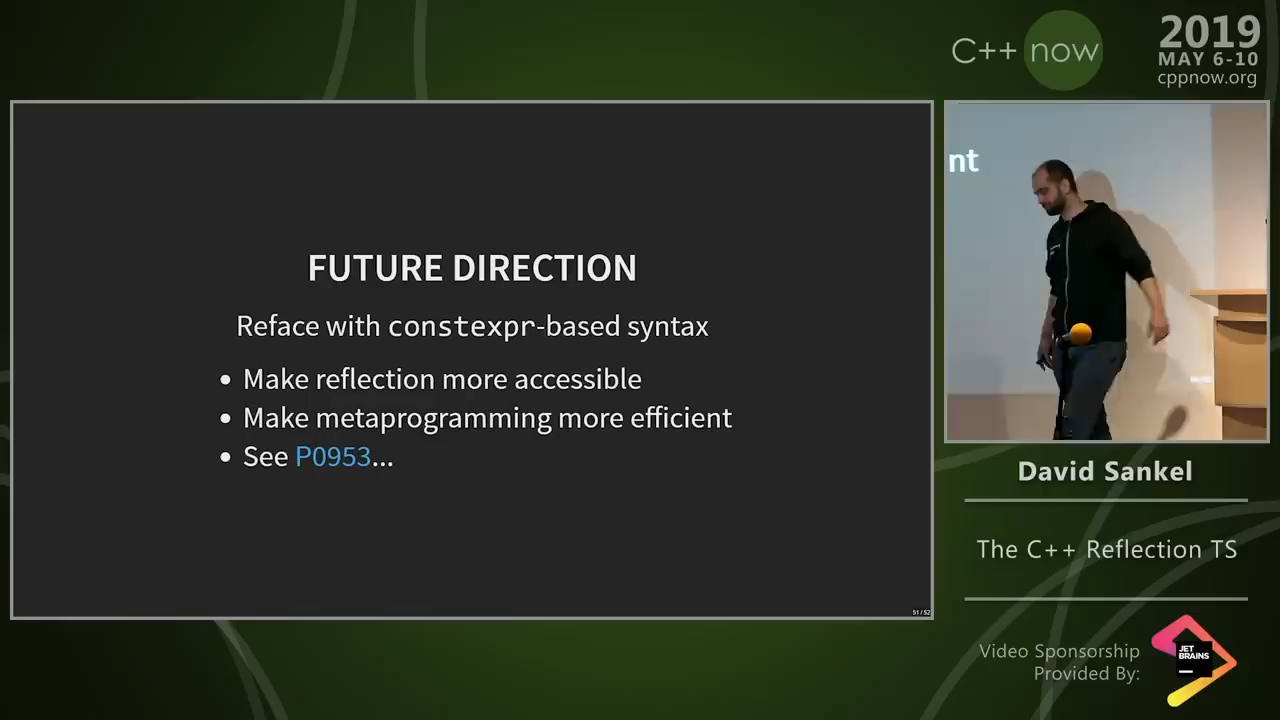 C++ now
2019
MAY 6-10
cppnow.org
FUTURE DIRECTION
Reface with constexpr-based syntax
• Make reflection more accessible
• Make metaprogramming more efficient
• See P0953...
51 / 52
nt
David Sankel
The C++ Reflection TS
Video Sponsorship
Provided By:
JET
BRAINS